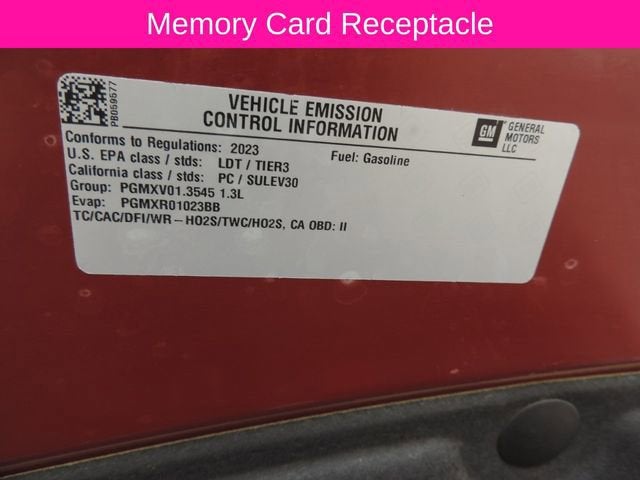 Memory Card Receptacle
PB059577
VEHICLE EMISSION
CONTROL INFORMATION
GM
GENERAL
MOTORS
LLC
Conforms to Regulations: 2023
U.S. EPA class / stds: LDT / TIER3
Fuel: Gasoline
California class / stds: PC / SULEV30
Group: PGMXV01.3545 1.3L
Evap: PGMXR01023BB
TC/CAC/DFI/WR-HO2S/TWC/HO2S, CA OBD: II